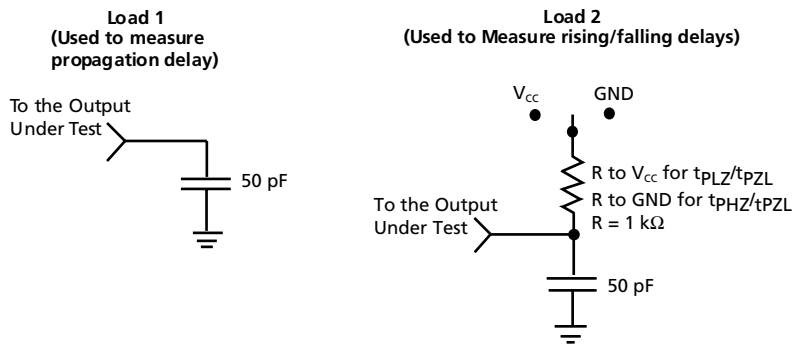 Load 1
(Used to measure
propagation delay)
To the Output
Under Test
50 pF
Load 2
(Used to Measure rising/falling delays)
VCC
GND
R to VCC for tPLZ/tPZL
R to GND for tPHZ/tPZL
R = 1 kΩ
To the Output
Under Test
50 pF